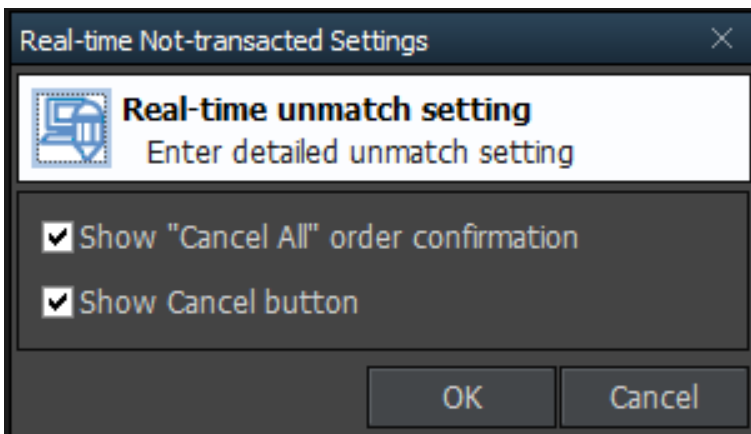 Real-time Not-transacted Settings
Real-time unmatch setting
Enter detailed unmatch setting
Show "Cancel All" order confirmation
Show Cancel button
OK Cancel